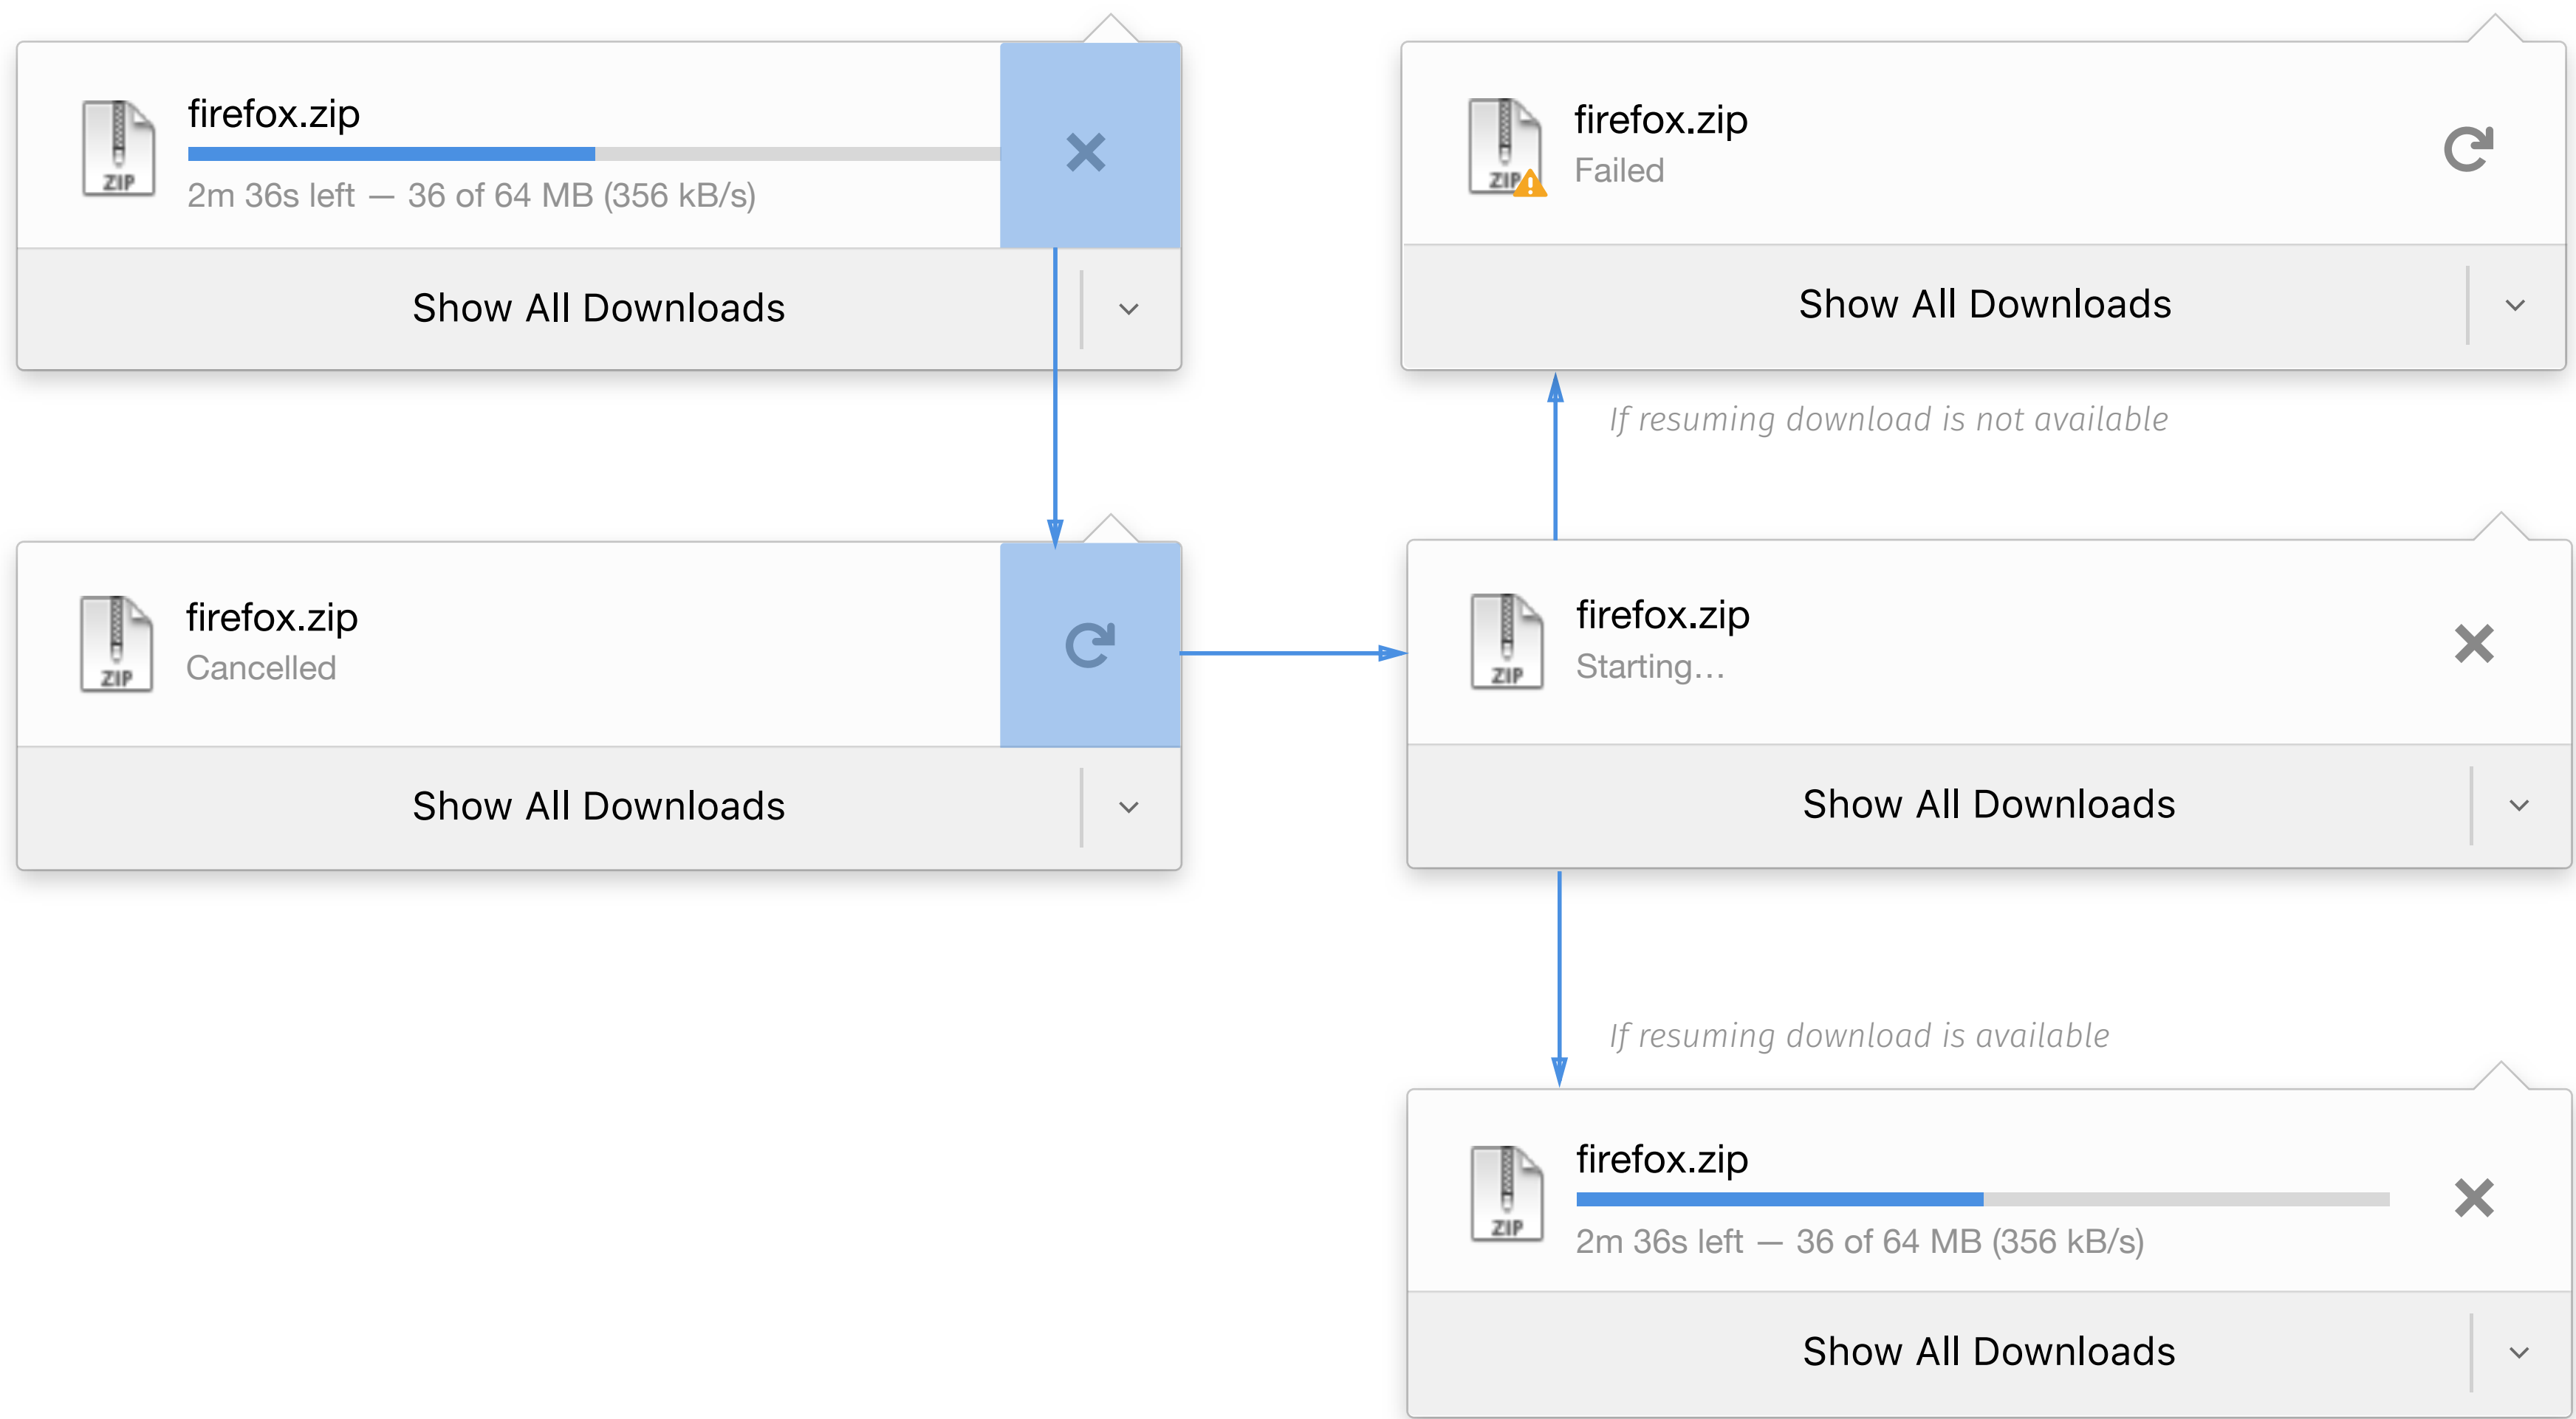 firefox.zip
ZIP
2m 36s left — 36 of 64 MB (356 kB/s)
Show All Downloads
firefox.zip
ZIP
Failed
Show All Downloads
If resuming download is not available
firefox.zip
ZIP
Cancelled
Show All Downloads
firefox.zip
ZIP
Starting...
Show All Downloads
If resuming download is available
firefox.zip
ZIP
2m 36s left — 36 of 64 MB (356 kB/s)
Show All Downloads